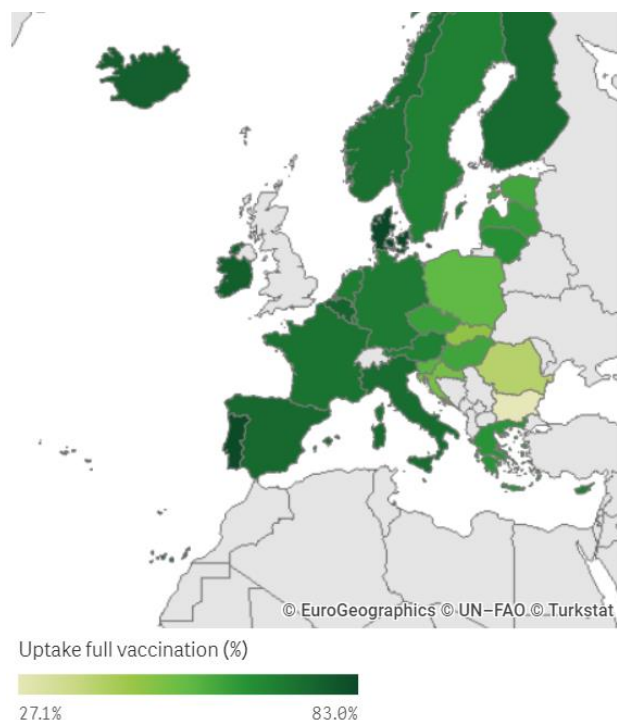 © EuroGeographics © UN–FAO © Turkstat
Uptake full vaccination (%)
27.1% 83.0%